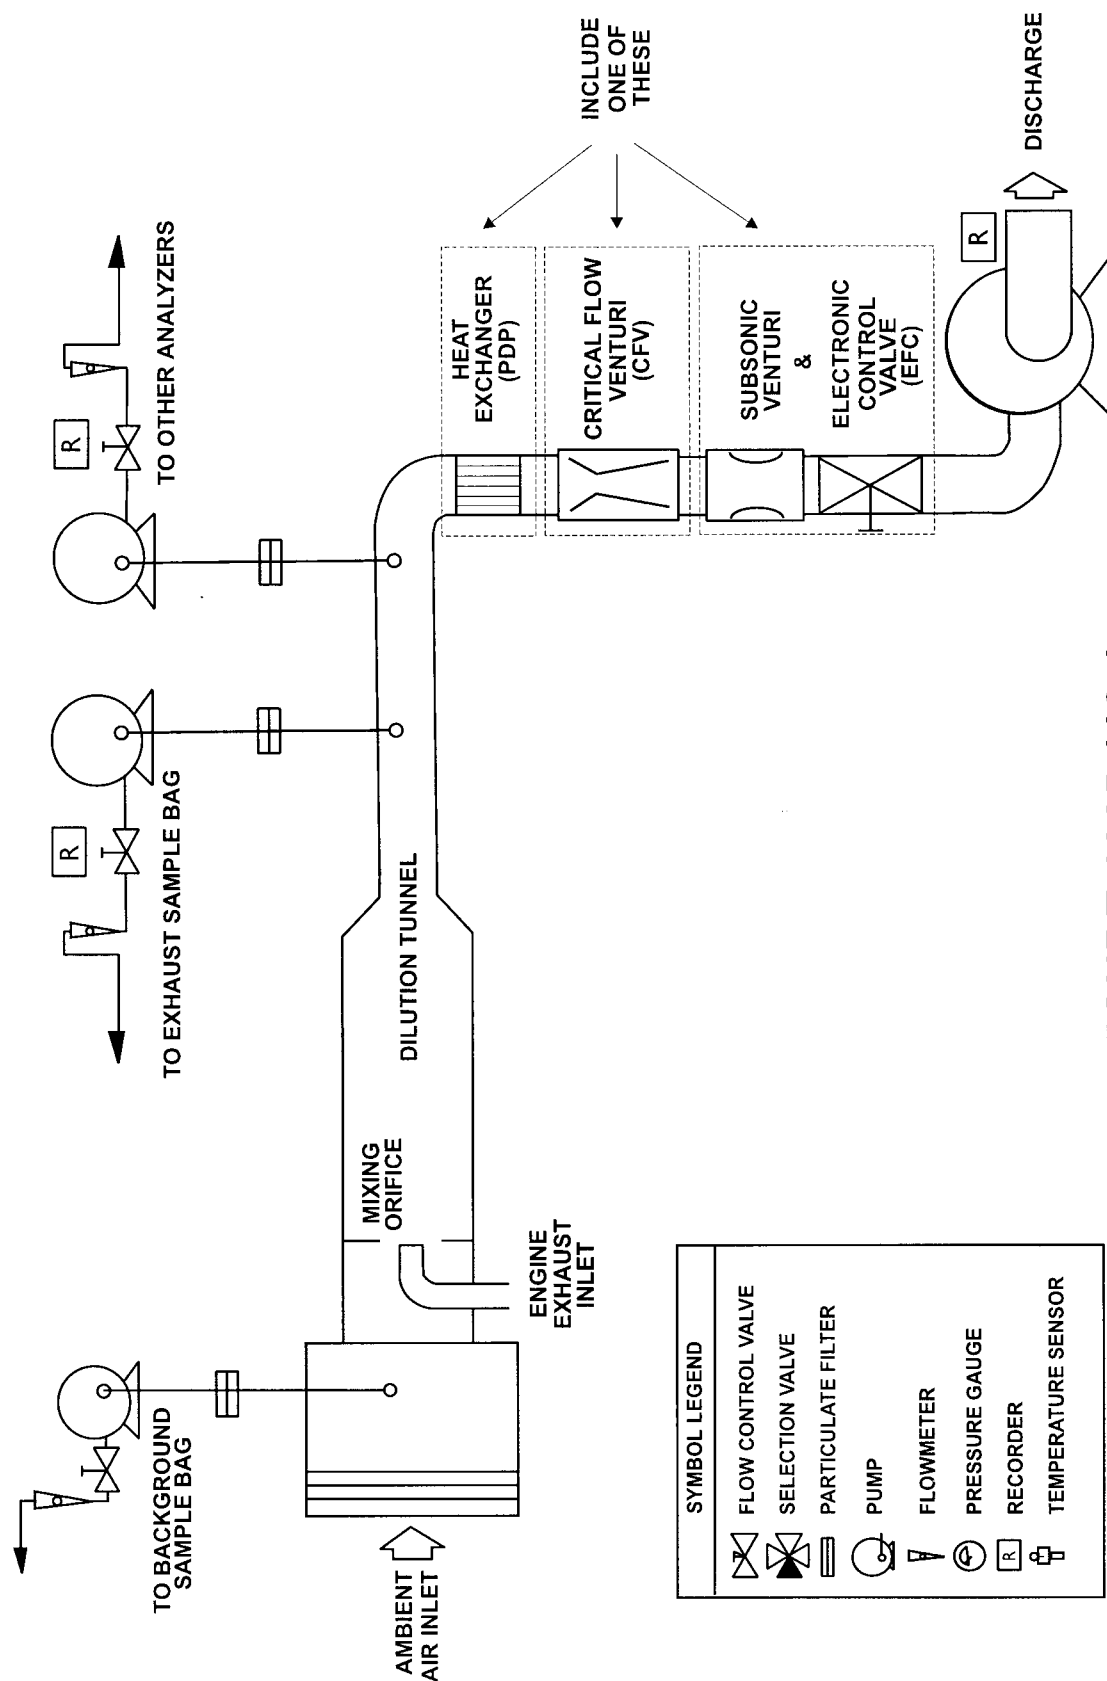 TO BACKGROUND
SAMPLE BAG
R
TO EXHAUST SAMPLE BAG
R
TO OTHER ANALYZERS
AMBIENT
AIR INLET
ENGINE
EXHAUST
INLET
MIXING
ORIFICE
DILUTION TUNNEL
HEAT
EXCHANGER
(PDP)
CRITICAL FLOW
VENTURI
(CFV)
SUBSONIC
VENTURI
&
ELECTRONIC
CONTROL
VALVE
(EFC)
INCLUDE
ONE OF
THESE
R
DISCHARGE
SYMBOL LEGEND
FLOW CONTROL VALVE
SELECTION VALVE
PARTICULATE FILTER
PUMP
FLOWMETER
PRESSURE GAUGE
R RECORDER
TEMPERATURE SENSOR